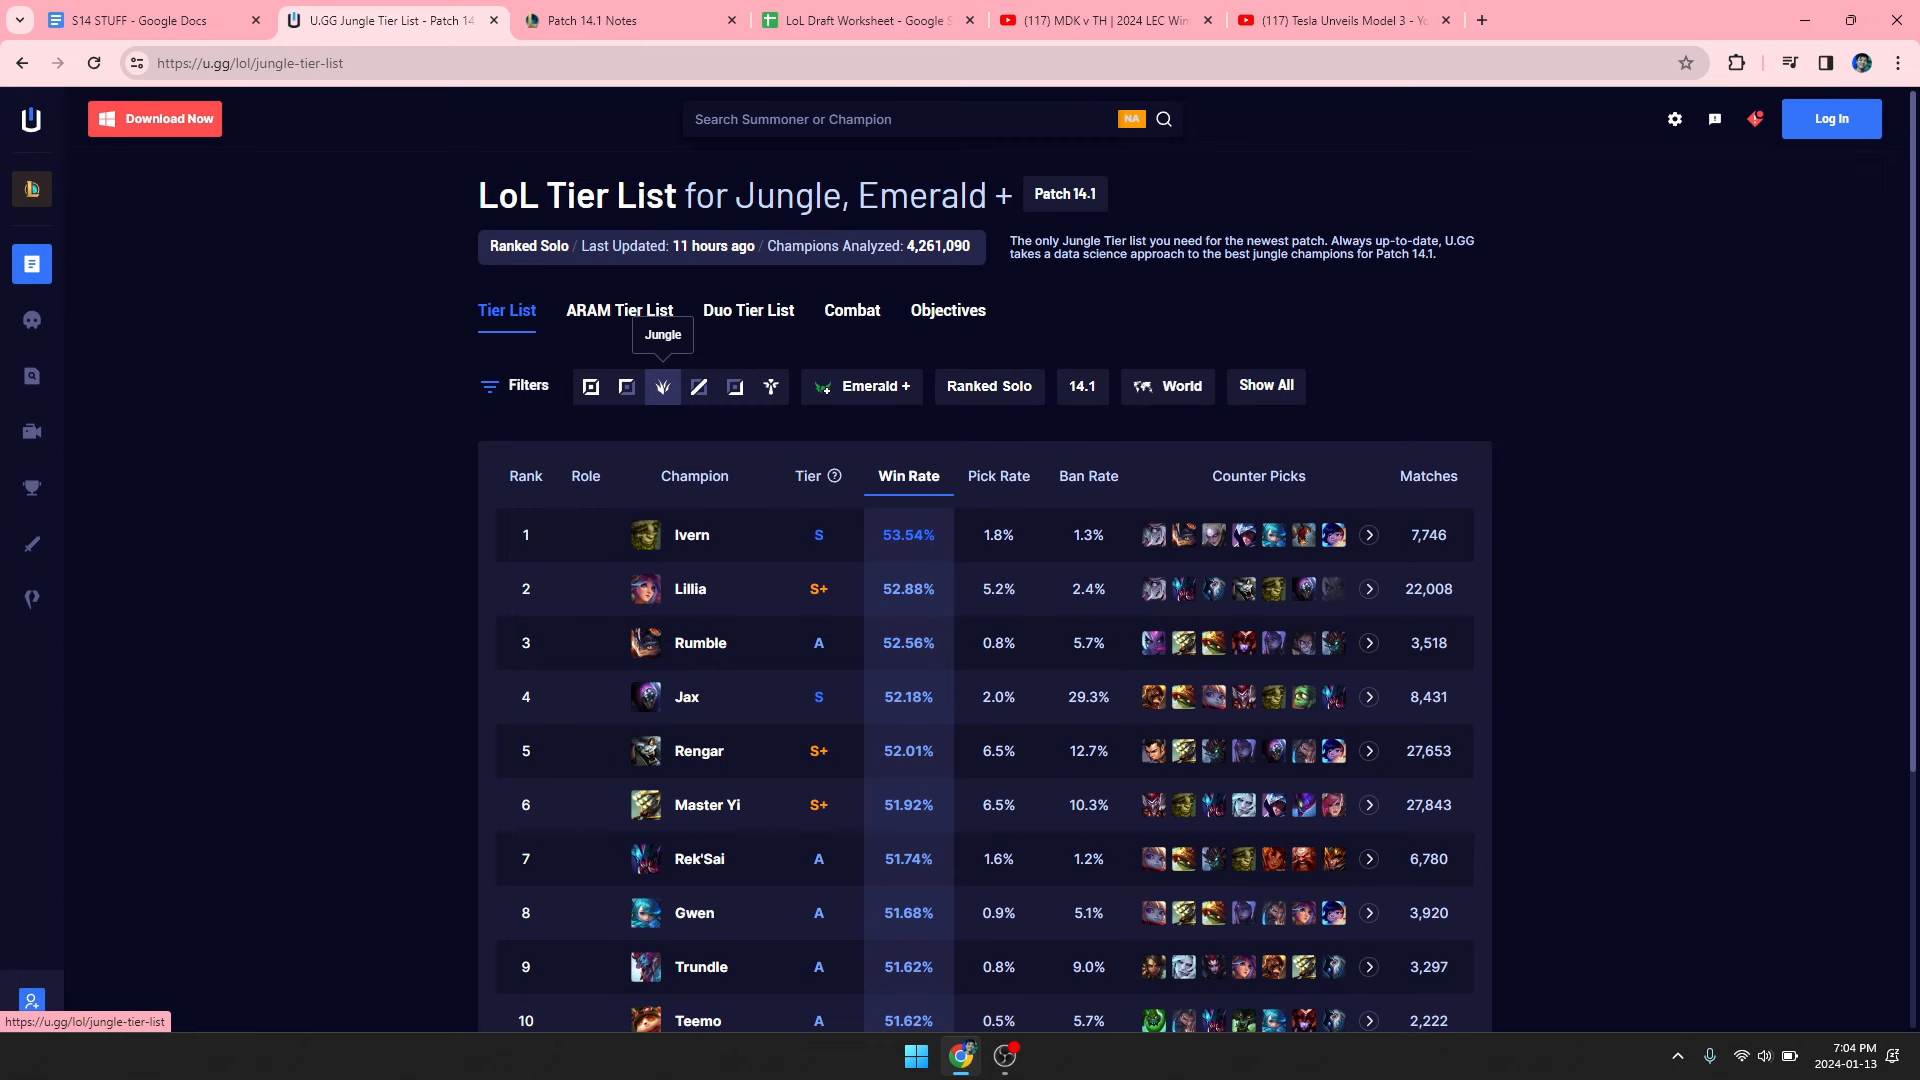 S14 STUFF - Google Docs
U.GG Jungle Tier List - Patch 14
Patch 14.1 Notes
LoL Draft Worksheet - Google S
(117) MDK v TH | 2024 LEC Win
(117) Tesla Unveils Model 3 - Yo
https://u.gg/lol/jungle-tier-list
Download Now
Search Summoner or Champion
NA
Log In
LoL Tier List for Jungle, Emerald +
Patch 14.1
Ranked Solo / Last Updated: 11 hours ago / Champions Analyzed: 4,261,090
The only Jungle Tier list you need for the newest patch. Always up-to-date, U.GG
takes a data science approach to the best jungle champions for Patch 14.1.
Tier List ARAM Tier List Duo Tier List Combat Objectives
Jungle
Filters Emerald + Ranked Solo 14.1 World Show All
Rank Role Champion Tier ? Win Rate Pick Rate Ban Rate Counter Picks Matches
1 Ivern S 53.54% 1.8% 1.3% 7,746
2 Lillia S+ 52.88% 5.2% 2.4% 22,008
3 Rumble A 52.56% 0.8% 5.7% 3,518
4 Jax S 52.18% 2.0% 29.3% 8,431
5 Rengar S+ 52.01% 6.5% 12.7% 27,653
6 Master Yi S+ 51.92% 6.5% 10.3% 27,843
7 Rek'Sai A 51.74% 1.6% 1.2% 6,780
8 Gwen A 51.68% 0.9% 5.1% 3,920
9 Trundle A 51.62% 0.8% 9.0% 3,297
10 Teemo A 51.62% 0.5% 5.7% 2,222
https://u.gg/lol/jungle-tier-list
7:04 PM
2024-01-13